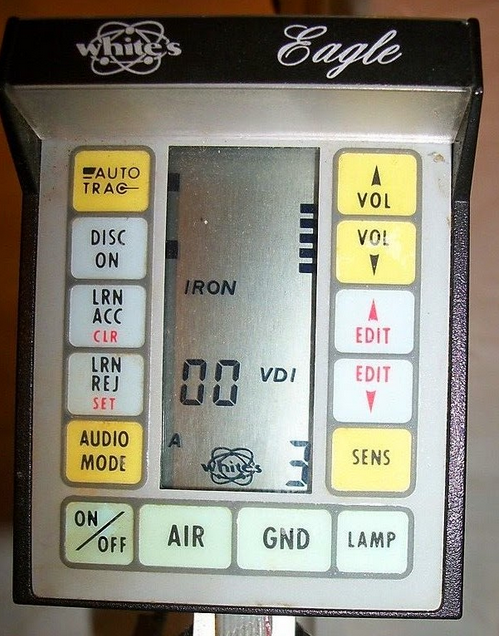 White's Eagle
AUTO
TRAC
DISC
ON
LRN
ACC
CLR
LRN
REJ
SET
AUDIO
MODE
IRON
00 VDI
A White's 3
VOL
VOL
EDIT
EDIT
SENS
ON/OFF AIR GND LAMP